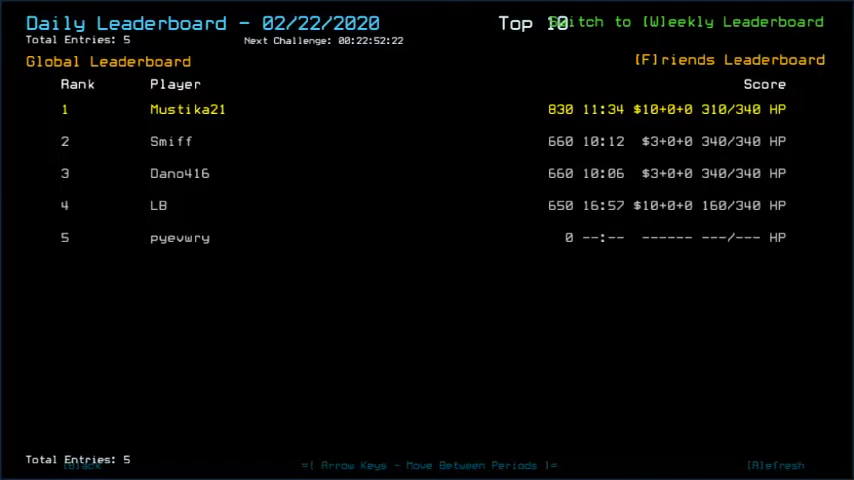 Daily Leaderboard - 02/22/2020 Top 10 Switch to [W]eekly Leaderboard
Total Entries: 5 Next Challenge: 00:22:52:22
Global Leaderboard [F]riends Leaderboard
Rank Player Score
1 Mustika21 830 11:34 $10+0+0 310/340 HP
2 Smiff 660 10:12 $3+0+0 340/340 HP
3 Dano416 660 10:06 $3+0+0 340/340 HP
4 LB 650 16:57 $10+0+0 160/340 HP
5 pyevwry 0 --:-- ------ ---/--- HP
Total Entries: 5
[B]ack =[ Arrow Keys - Move Between Periods ]= [R]efresh